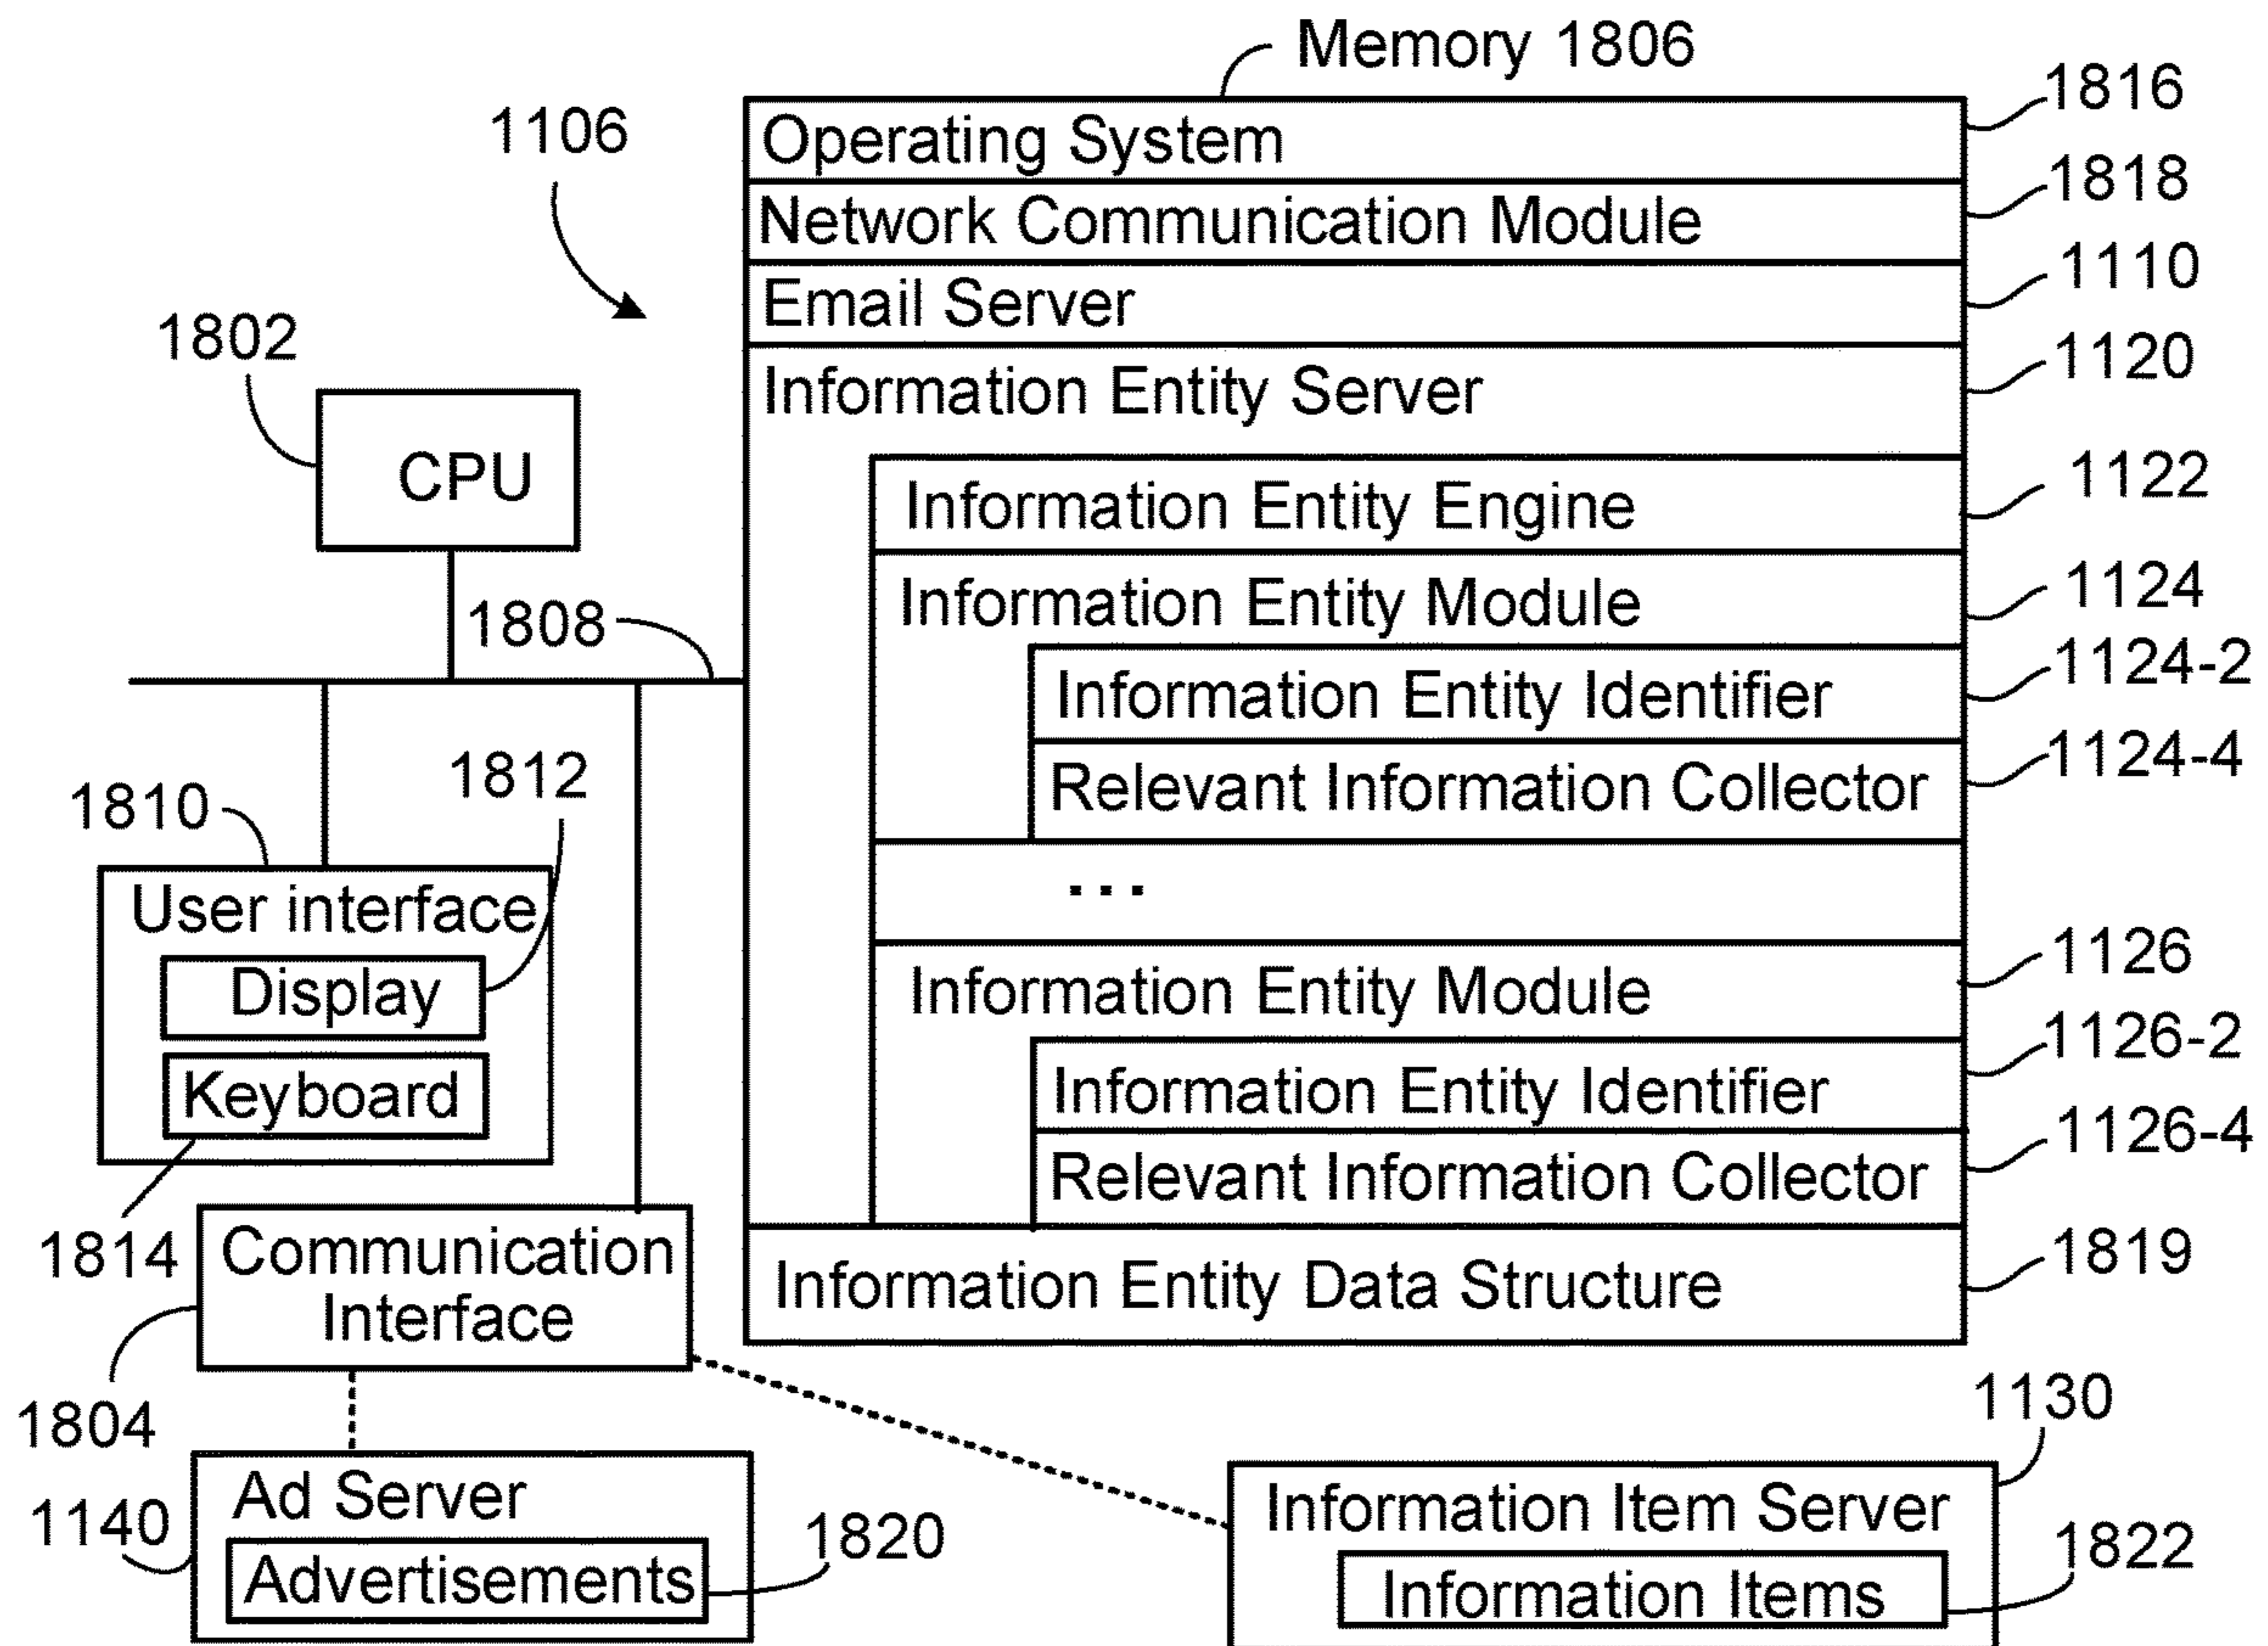 Memory 1806
1816
1106
Operating System
1818
Network Communication Module
1110
Email Server
1802
1120
Information Entity Server
CPU
1122
Information Entity Engine
1124
Information Entity Module
1808
1124-2
Information Entity Identifier
1812
1124-4
Relevant Information Collector
1810
...
User interface
1126
Information Entity Module
Display
1126-2
Keyboard
Information Entity Identifier
1126-4
Relevant Information Collector
1814
Communication
Interface
1819
Information Entity Data Structure
1804
1130
Ad Server
1140
Information Item Server
1820
1822
Advertisements
Information Items